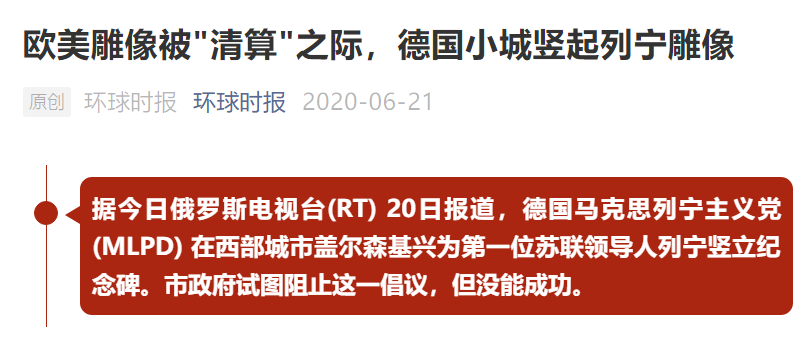 欧美雕像被"清算"之际，德国小城竖起列宁雕像
原创 环球时报 环球时报 2020-06-21
据今日俄罗斯电视台(RT) 20日报道，德国马克思列宁主义党
(MLPD) 在西部城市盖尔森基兴为第一位苏联领导人列宁竖立纪
念碑。市政府试图阻止这一倡议，但没能成功。